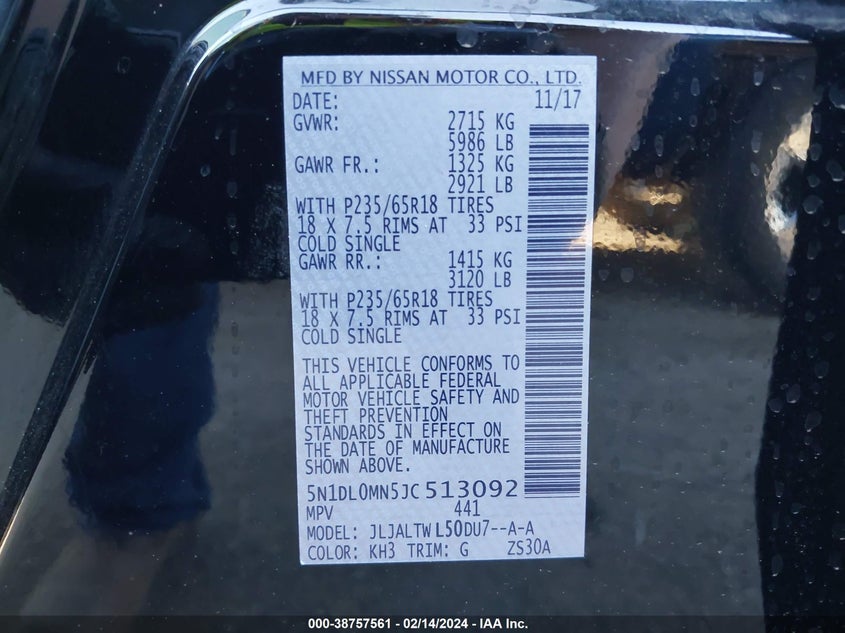 MFD BY NISSAN MOTOR CO., LTD.
DATE: 11/17
GVWR: 2715 KG
5986 LB
GAWR FR.: 1325 KG
2921 LB
WITH P235/65R18 TIRES
18 X 7.5 RIMS AT 33 PSI
COLD SINGLE
GAWR RR.: 1415 KG
3120 LB
WITH P235/65R18 TIRES
18 X 7.5 RIMS AT 33 PSI
COLD SINGLE
THIS VEHICLE CONFORMS TO
ALL APPLICABLE FEDERAL
MOTOR VEHICLE SAFETY AND
THEFT PREVENTION
STANDARDS IN EFFECT ON
THE DATE OF MANUFACTURE
SHOWN ABOVE.
5N1DL0MN5JC513092
MPV 441
MODEL: JLJALTWL50DU7--A-A
COLOR: KH3 TRIM: G ZS30A
000-38757561 - 02/14/2024 - IAA Inc.